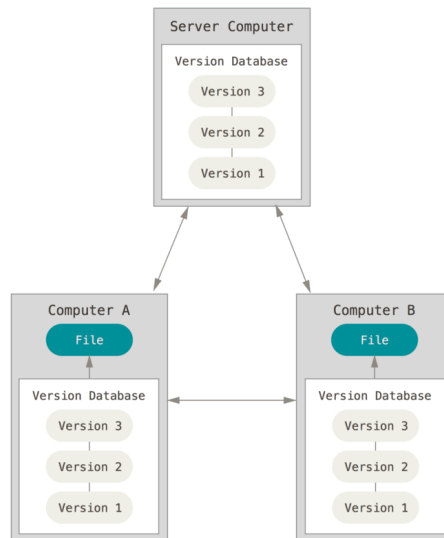 Server Computer
Version Database
Version 3
Version 2
Version 1
Computer A
File
Version Database
Version 3
Version 2
Version 1
Computer B
File
Version Database
Version 3
Version 2
Version 1